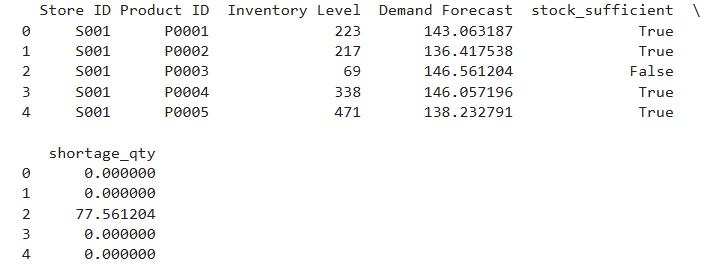 Store ID Product ID Inventory Level Demand Forecast stock_sufficient \
0 S001 P0001 223 143.063187 True
1 S001 P0002 217 136.417538 True
2 S001 P0003 69 146.561204 False
3 S001 P0004 338 146.057196 True
4 S001 P0005 471 138.232791 True
shortage_qty
0 0.000000
1 0.000000
2 77.561204
3 0.000000
4 0.000000